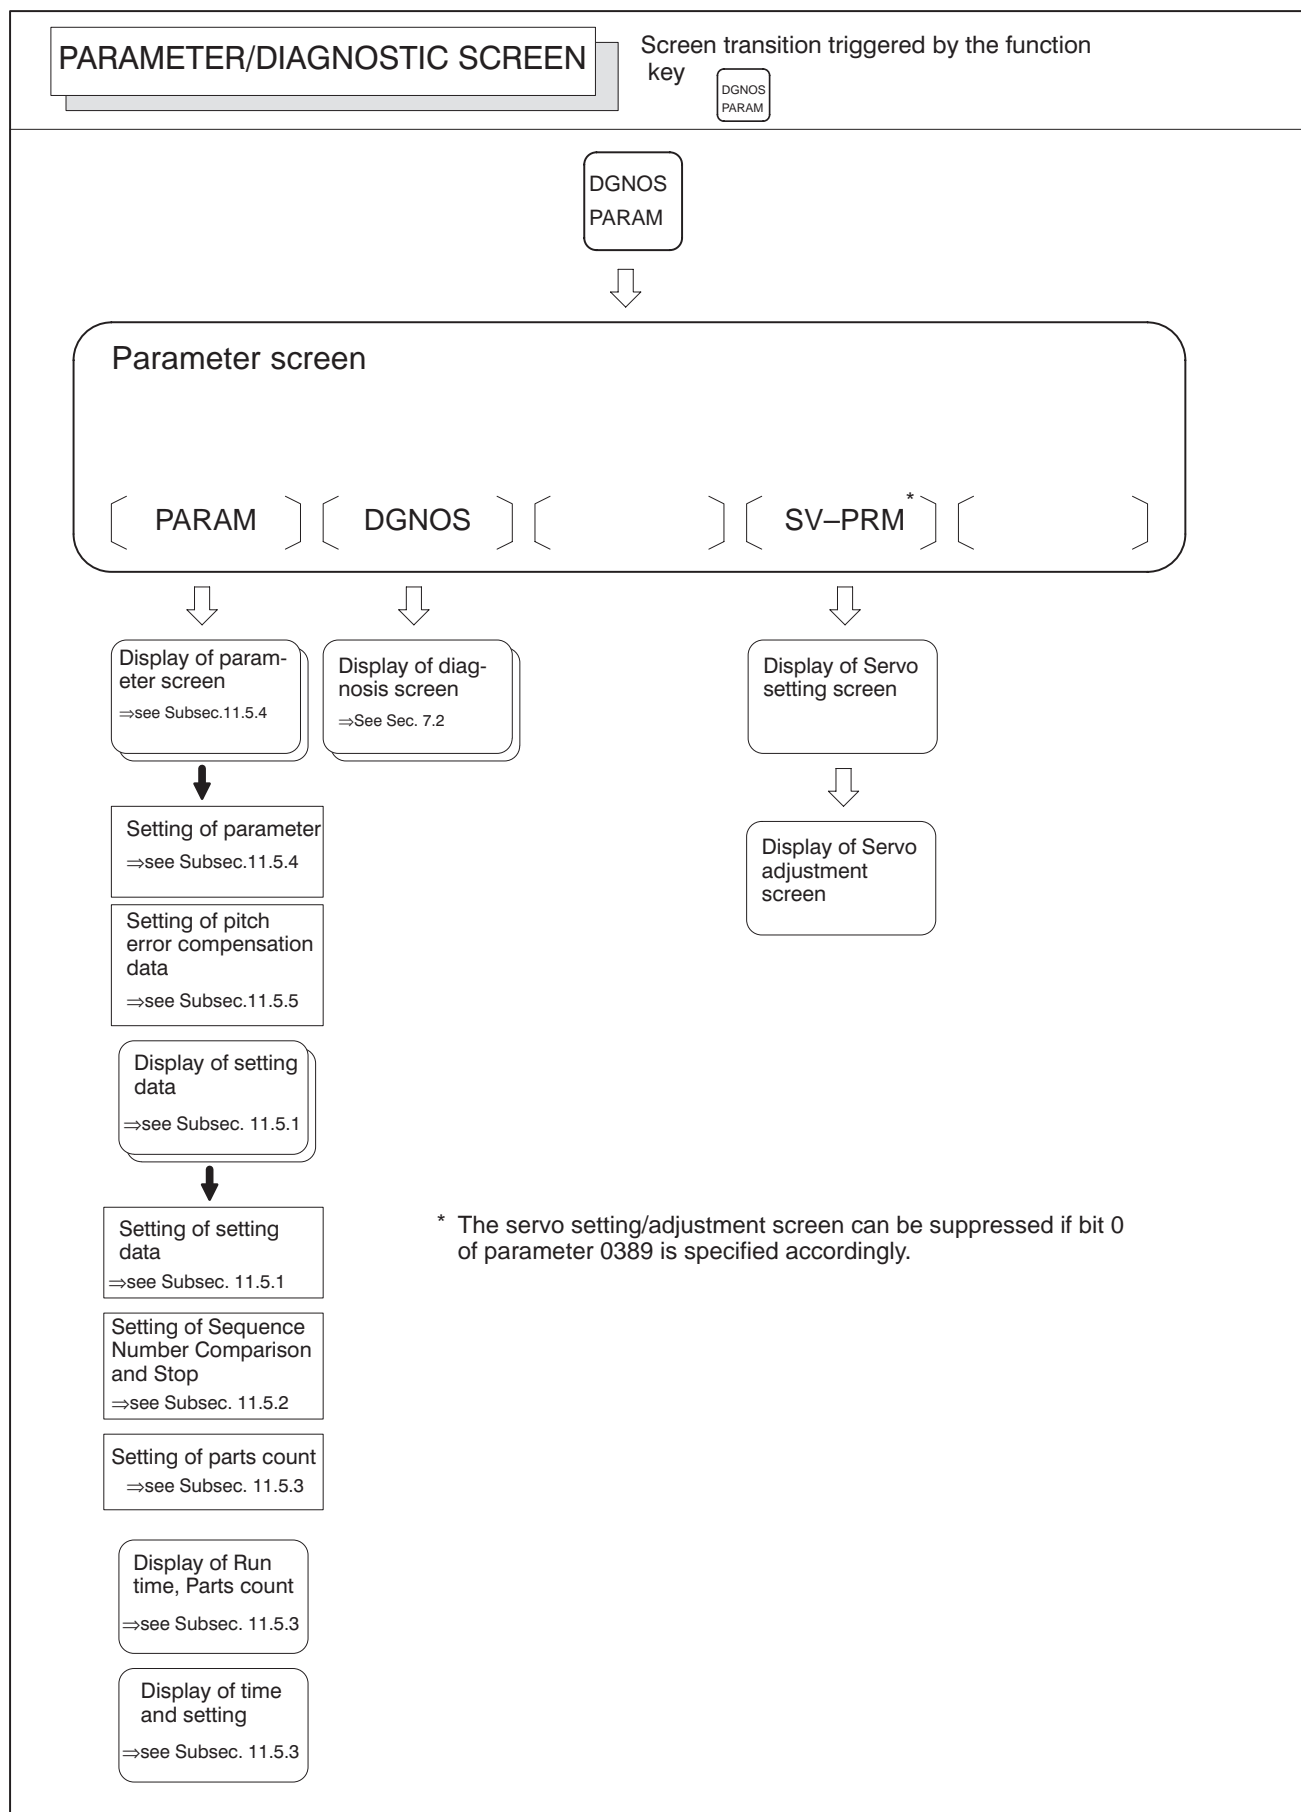 PARAMETER/DIAGNOSTIC SCREEN
Screen transition triggered by the function
key
DGNOS
PARAM
DGNOS
PARAM
Parameter screen
PARAM
DGNOS
SV–PRM
*
Display of param-
eter screen
⇒see Subsec.11.5.4
Display of diag-
nosis screen
⇒See Sec. 7.2
Display of Servo
setting screen
Setting of parameter
⇒see Subsec.11.5.4
Display of Servo
adjustment
screen
Setting of pitch
error compensation
data
⇒see Subsec.11.5.5
Display of setting
data
⇒see Subsec. 11.5.1
Setting of setting
data
⇒see Subsec. 11.5.1
* The servo setting/adjustment screen can be suppressed if bit 0
of parameter 0389 is specified accordingly.
Setting of Sequence
Number Comparison
and Stop
⇒see Subsec. 11.5.2
Setting of parts count
⇒see Subsec. 11.5.3
Display of Run
time, Parts count
⇒see Subsec. 11.5.3
Display of time
and setting
⇒see Subsec. 11.5.3